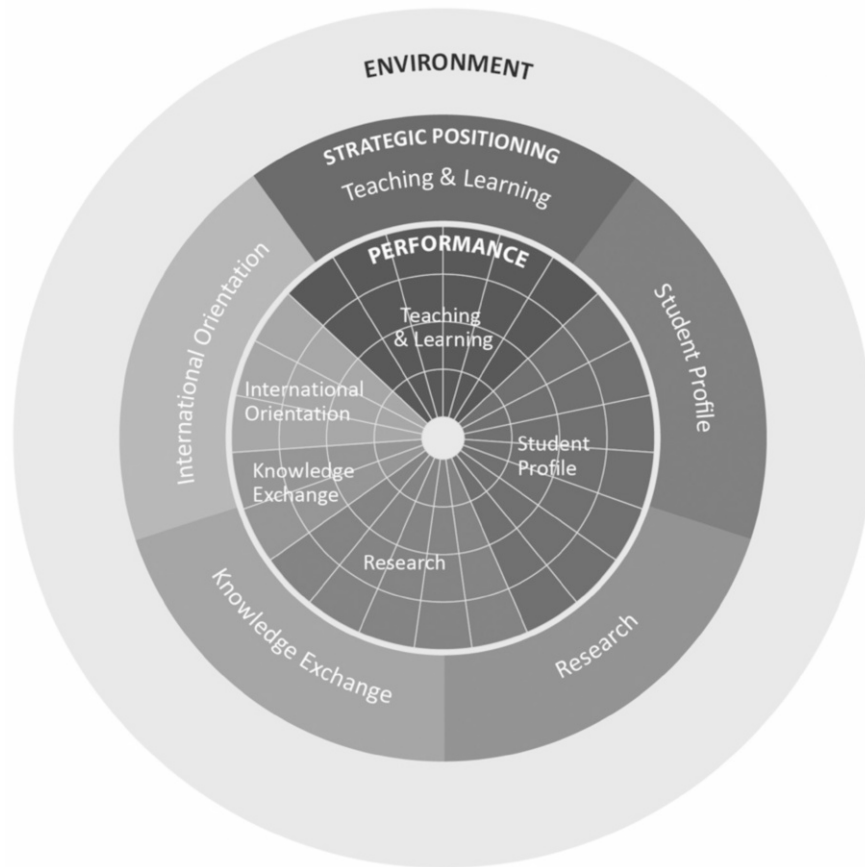 ENVIRONMENT
STRATEGIC POSITIONING
Teaching & Learning
Student Profile
Research
Knowledge Exchange
International Orientation
PERFORMANCE
Teaching
& Learning
Student
Profile
Research
Knowledge
Exchange
International
Orientation